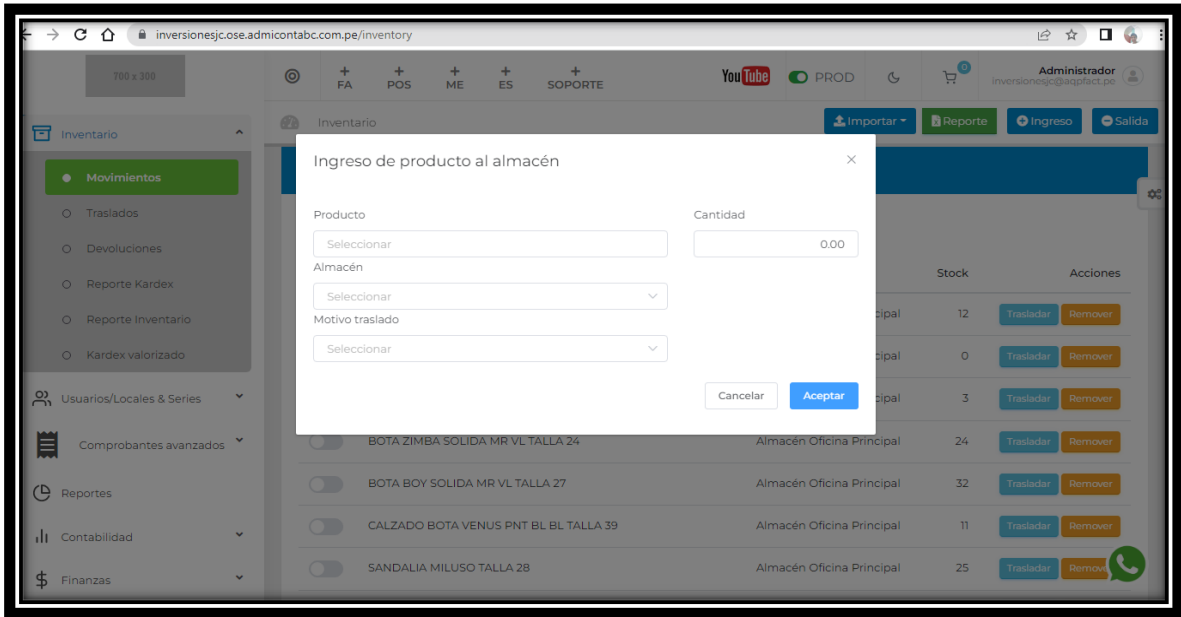 inversionesjc.ose.admicontabc.com.pe/inventory
700 x 300
+ FA
+ POS
+ ME
+ ES
+ SOPORTE
YouTube
PROD
0
Administrador
inversionesjc@aqpfact.pe
Inventario
Inventario
Importar
Reporte
Ingreso
Salida
Movimientos
Traslados
Devoluciones
Reporte Kardex
Reporte Inventario
Kardex valorizado
Usuarios/Locales & Series
Comprobantes avanzados
Reportes
Contabilidad
Finanzas
Ingreso de producto al almacén
Producto
Cantidad
Seleccionar
0.00
Almacén
Seleccionar
Motivo traslado
Seleccionar
Cancelar
Aceptar
Stock Acciones
cipal 12 Trasladar Remover
cipal 0 Trasladar Remover
cipal 3 Trasladar Remover
BOTA ZIMBA SOLIDA MR VL TALLA 24 Almacén Oficina Principal 24 Trasladar Remover
BOTA BOY SOLIDA MR VL TALLA 27 Almacén Oficina Principal 32 Trasladar Remover
CALZADO BOTA VENUS PNT BL BL TALLA 39 Almacén Oficina Principal 11 Trasladar Remover
SANDALIA MILUSO TALLA 28 Almacén Oficina Principal 25 Trasladar Remove